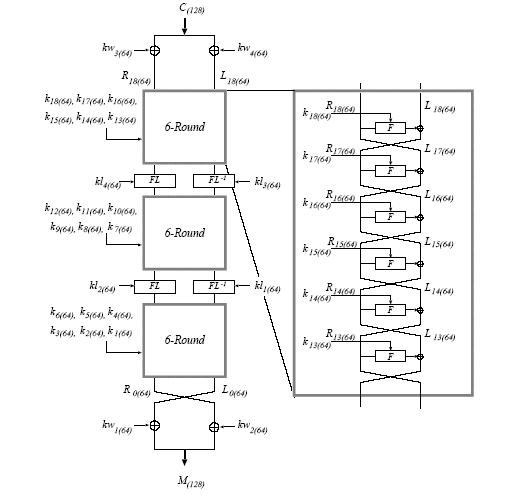 C(128)
kw3(64)
kw4(64)
R18(64)
L18(64)
k18(64), k17(64), k16(64),
k15(64), k14(64), k13(64)
6-Round
kl4(64)
FL
FL-1
kl3(64)
k12(64), k11(64), k10(64),
k9(64), k8(64), k7(64)
6-Round
kl2(64)
FL
FL-1
kl1(64)
k6(64), k5(64), k4(64),
k3(64), k2(64), k1(64)
6-Round
R0(64)
L0(64)
kw1(64)
kw2(64)
M(128)
k18(64)
R18(64)
L18(64)
F
k17(64)
R17(64)
L17(64)
F
k16(64)
R16(64)
L16(64)
F
k15(64)
R15(64)
L15(64)
F
k14(64)
R14(64)
L14(64)
F
k13(64)
R13(64)
L13(64)
F